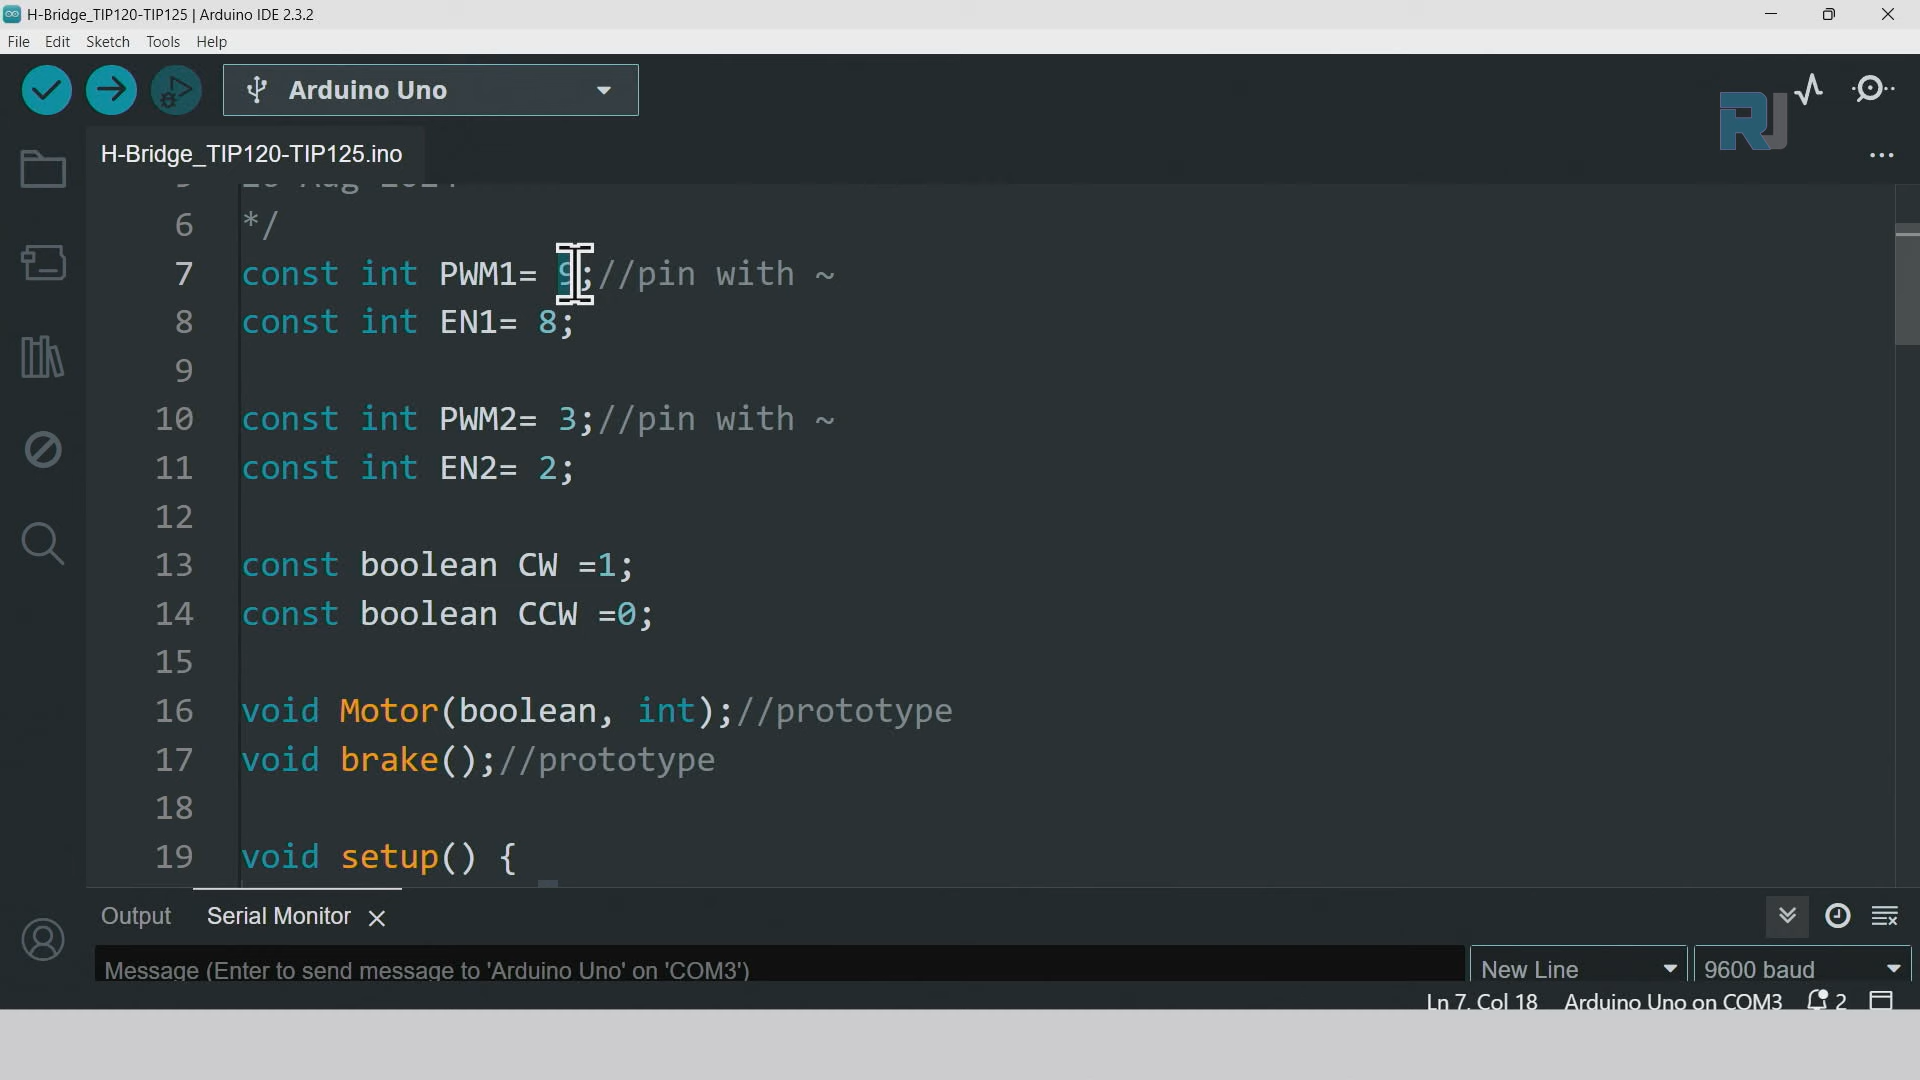 H-Bridge_TIP120-TIP125 | Arduino IDE 2.3.2
File Edit Sketch Tools Help
Arduino Uno
RJ
H-Bridge_TIP120-TIP125.ino
6 */
7 const int PWM1= 9;//pin with ~
8 const int EN1= 8;
9
10 const int PWM2= 3;//pin with ~
11 const int EN2= 2;
12
13 const boolean CW =1;
14 const boolean CCW =0;
15
16 void Motor(boolean, int);//prototype
17 void brake();//prototype
18
19 void setup() {
Output Serial Monitor
Message (Enter to send message to 'Arduino Uno' on 'COM3') New Line 9600 baud
Ln 7, Col 18 Arduino Uno on COM3 2